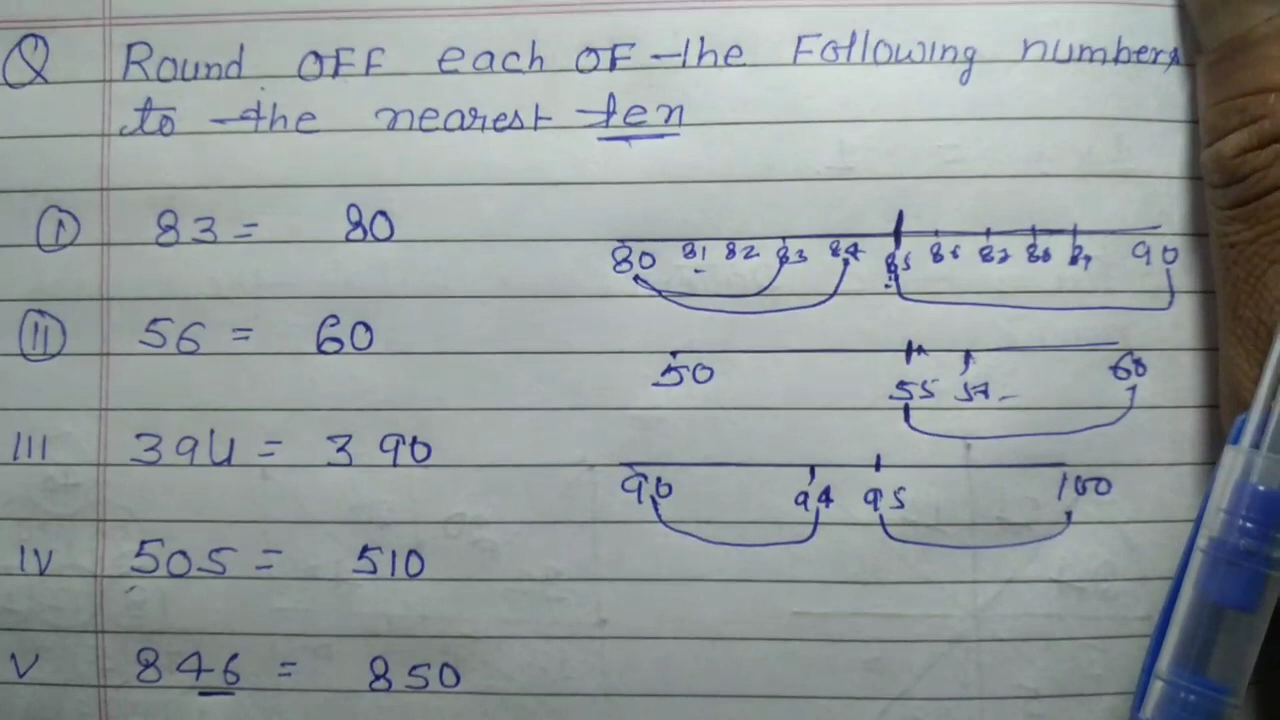 Q Round OFF each OF the Following numbers
to the nearest ten
I 83 = 80
80 81 82 83 84 85 86 87 88 89 90
II 56 = 60
50 55 57 60
III 394 = 390
90 94 95 100
IV 505 = 510
V 846 = 850